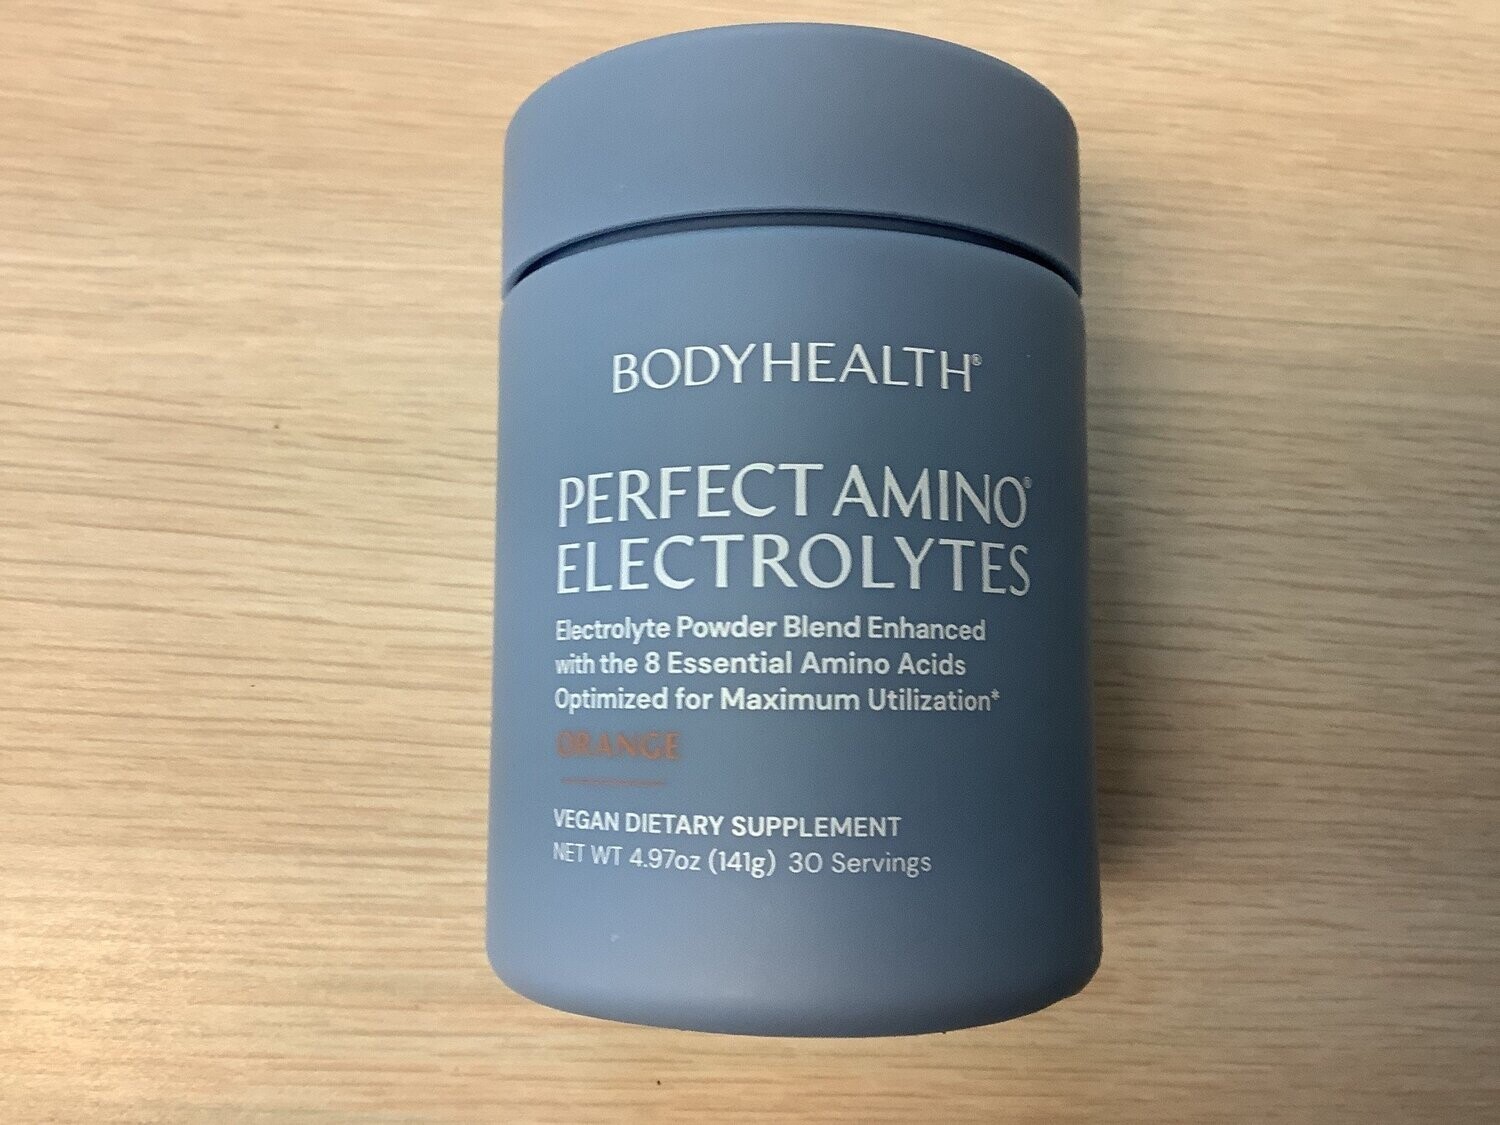 BODYHEALTH®
PERFECT AMINO®
ELECTROLYTES
Electrolyte Powder Blend Enhanced
with the 8 Essential Amino Acids
Optimized for Maximum Utilization*
ORANGE
VEGAN DIETARY SUPPLEMENT
NET WT 4.97oz (141g) 30 Servings